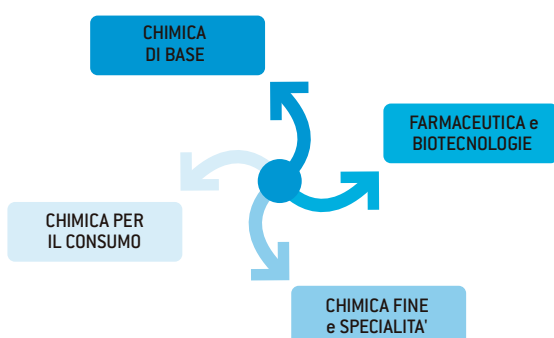 CHIMICA
DI BASE
FARMACEUTICA e
BIOTECNOLOGIE
CHIMICA PER
IL CONSUMO
CHIMICA FINE
e SPECIALITA'